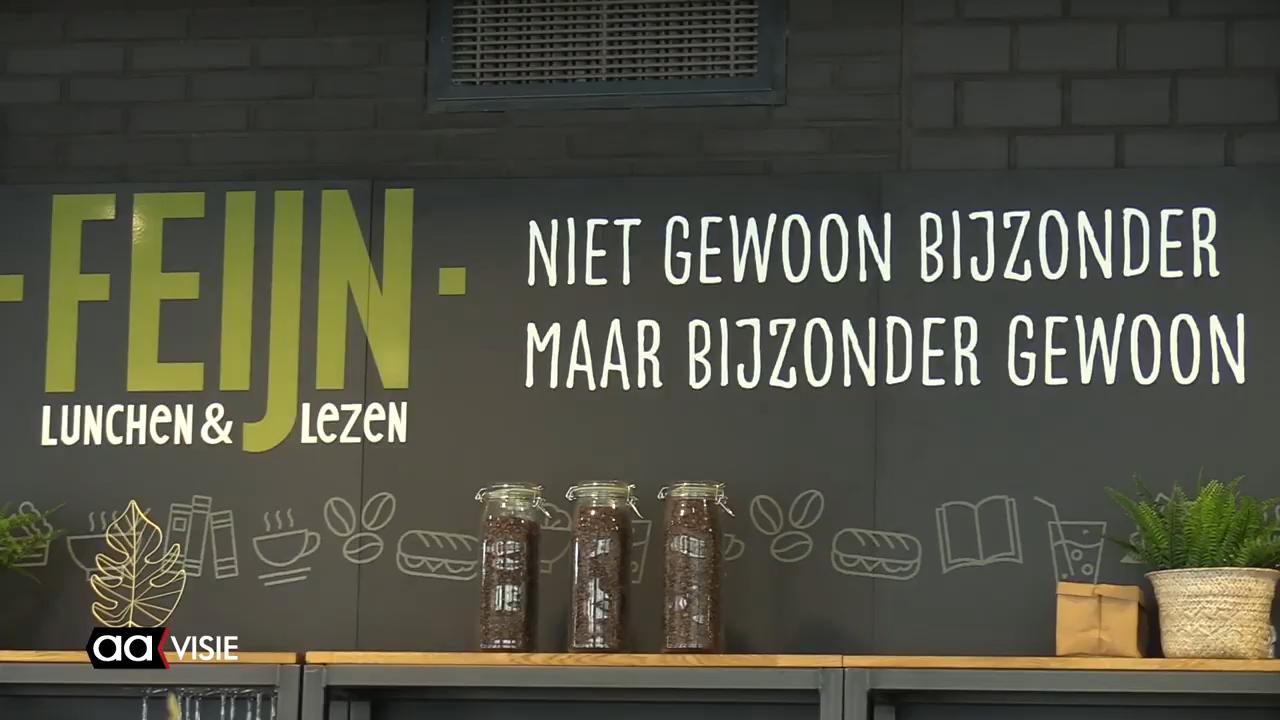 FEIJN
LUNCHEN & LEZEN
NIET GEWOON BIJZONDER
MAAR BIJZONDER GEWOON
aa VISIE